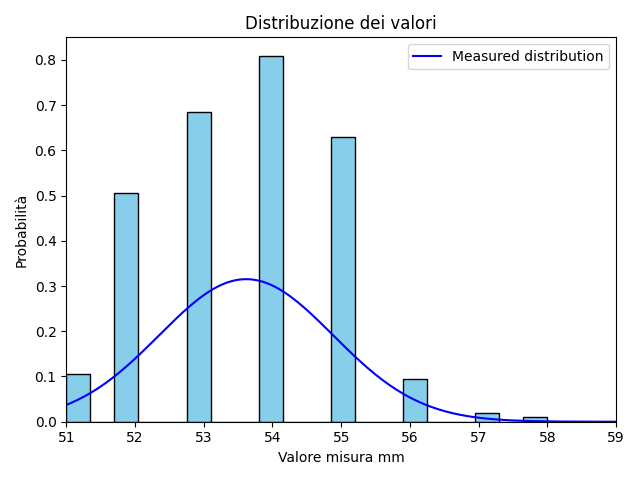 Distribuzione dei valori
Measured distribution
Probabilità
0.8
0.7
0.6
0.5
0.4
0.3
0.2
0.1
0.0
51 52 53 54 55 56 57 58 59
Valore misura mm